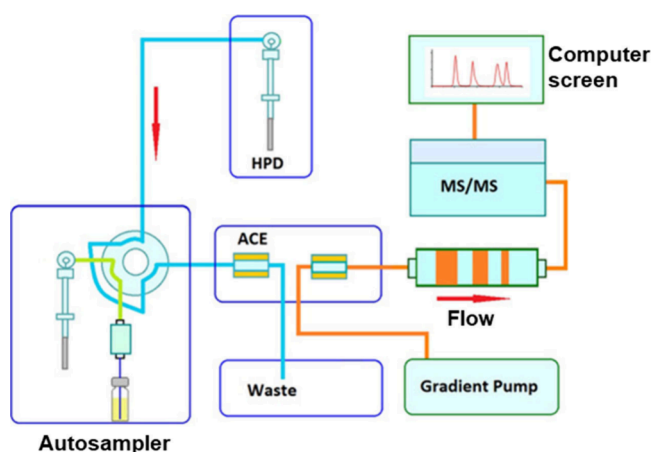 Computer
screen
HPD
MS/MS
ACE
Flow
Waste
Gradient Pump
Autosampler